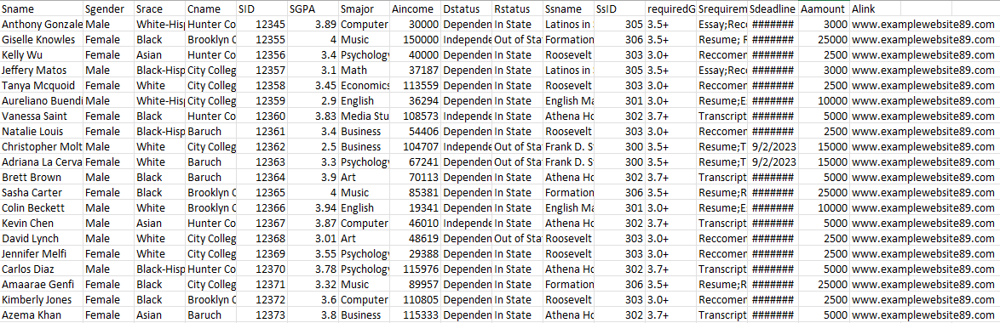 Sname Sgender Srace Cname SID SGPA Smajor Aincome Dstatus Rstatus Ssname SsID requiredG Srequirem Sdeadline Aamount Alink
Anthony Gonzale Male White-His Hunter Co 12345 3.89 Computer 30000 Dependen In State Latinos in 305 3.5+ Essay;Rec ####### 3000 www.examplewebsite89.com
Giselle Knowles Female Black Brooklyn C 12355 4 Music 150000 Independe Out of Sta Formation 306 3.5+ Resume; R ####### 25000 www.examplewebsite89.com
Kelly Wu Female Asian Hunter Co 12356 3.4 Psychology 40000 Dependen In State Roosevelt 303 3.0+ Reccomen ####### 2500 www.examplewebsite89.com
Jeffery Matos Male Black-Hisp City Colleg 12357 3.1 Math 37187 Dependen In State Latinos in 305 3.5+ Essay;Rec ####### 3000 www.examplewebsite89.com
Tanya Mcquoid Female White City Colleg 12358 3.45 Economics 113559 Dependen In State Roosevelt 303 3.0+ Reccomen ####### 2500 www.examplewebsite89.com
Aureliano Buendi Male White-His City Colleg 12359 2.9 English 36294 Dependen In State English Ma 301 3.0+ Resume;E ####### 10000 www.examplewebsite89.com
Vanessa Saint Female Black Hunter Co 12360 3.83 Media Stu 108573 Independe In State Athena Ho 302 3.7+ Transcript ####### 5000 www.examplewebsite89.com
Natalie Louis Female Black-Hisp Baruch 12361 3.4 Business 54406 Dependen In State Roosevelt 303 3.0+ Reccomen ####### 2500 www.examplewebsite89.com
Christopher Molt Male White City Colleg 12362 2.5 Business 104707 Independe Out of Sta Frank D. S 300 3.5+ Resume;T 9/2/2023 15000 www.examplewebsite89.com
Adriana La Cerva Female White Baruch 12363 3.3 Psychology 67241 Dependen Out of Sta Frank D. S 300 3.5+ Resume;T 9/2/2023 15000 www.examplewebsite89.com
Brett Brown Male Black Baruch 12364 3.9 Art 70113 Dependen In State Athena Ho 302 3.7+ Transcript ####### 5000 www.examplewebsite89.com
Sasha Carter Female Black Brooklyn C 12365 4 Music 85381 Dependen Out of Sta Formation 306 3.5+ Resume;R ####### 25000 www.examplewebsite89.com
Colin Beckett Male White Brooklyn C 12366 3.94 English 19341 Dependen In State English Ma 301 3.0+ Resume;E ####### 10000 www.examplewebsite89.com
Kevin Chen Male Asian Hunter Co 12367 3.87 Computer 46010 Independe In State Athena Ho 302 3.7+ Transcript ####### 5000 www.examplewebsite89.com
David Lynch Male White City Colleg 12368 3.01 Art 48619 Dependen Out of Sta Roosevelt 303 3.0+ Reccomen ####### 2500 www.examplewebsite89.com
Jennifer Melfi Female White City Colleg 12369 3.55 Psychology 29388 Dependen In State Roosevelt 303 3.0+ Reccomen ####### 2500 www.examplewebsite89.com
Carlos Diaz Male Black-Hisp Hunter Co 12370 3.78 Psychology 115976 Dependen In State Athena Ho 302 3.7+ Transcript ####### 5000 www.examplewebsite89.com
Amaarae Genfi Female Black City Colleg 12371 3.32 Music 89957 Dependen In State Formation 306 3.5+ Resume;R ####### 25000 www.examplewebsite89.com
Kimberly Jones Female Black Brooklyn C 12372 3.6 Computer 110805 Dependen In State Roosevelt 303 3.0+ Reccomen ####### 2500 www.examplewebsite89.com
Azema Khan Female Asian Baruch 12373 3.8 Business 115333 Dependen In State Athena Ho 302 3.7+ Transcript ####### 5000 www.examplewebsite89.com